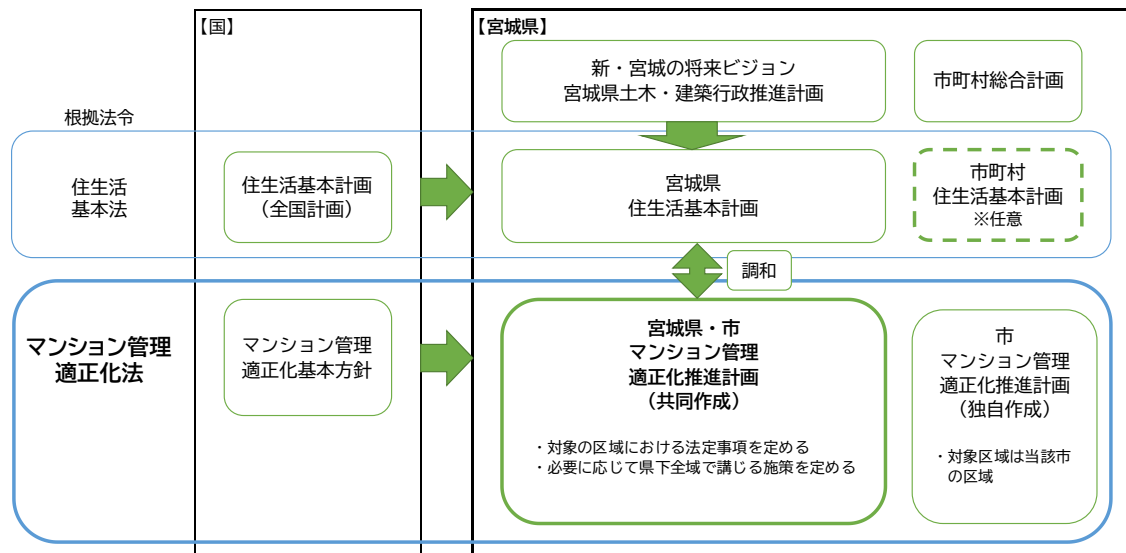 【国】
【宮城県】
新・宮城の将来ビジョン
宮城県土木・建築行政推進計画
市町村総合計画
根拠法令
住生活
基本法
住生活基本計画
（全国計画）
宮城県
住生活基本計画
市町村
住生活基本計画
※任意
調和
マンション管理
適正化法
マンション管理
適正化基本方針
宮城県・市
マンション管理
適正化推進計画
（共同作成）
・対象の区域における法定事項を定める
・必要に応じて県下全域で講じる施策を定める
市
マンション管理
適正化推進計画
（独自作成）
・対象区域は当該市
の区域